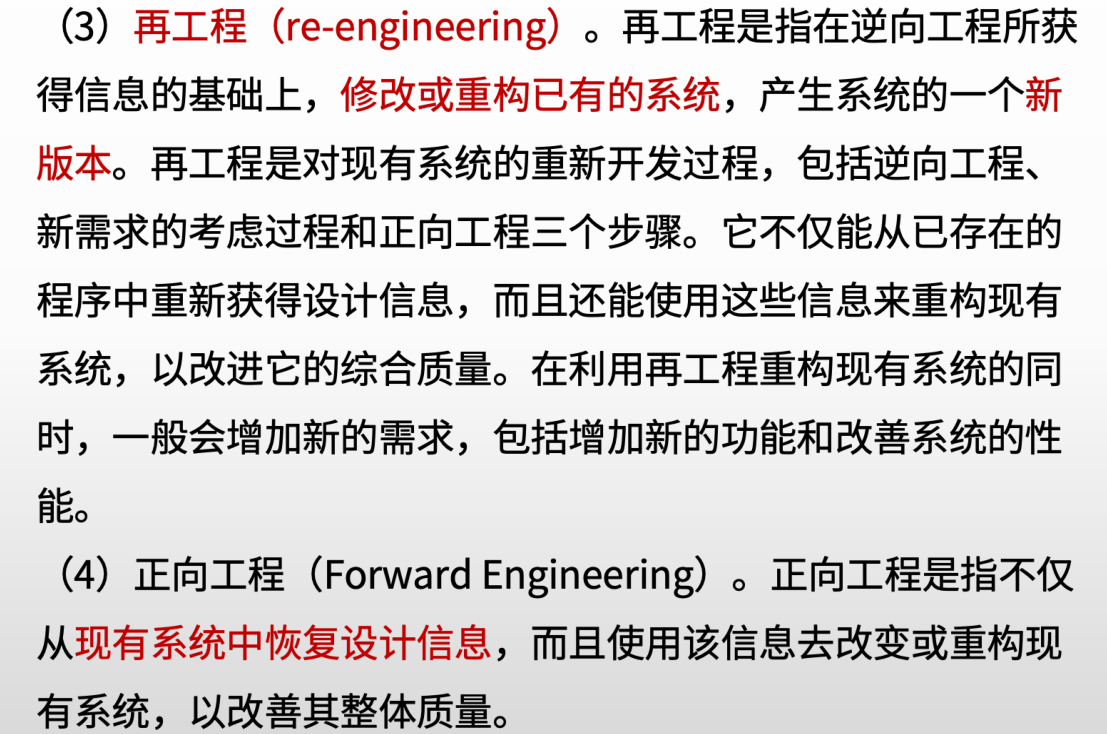 （3）再工程（re-engineering）。再工程是指在逆向工程所获
得信息的基础上，修改或重构已有的系统，产生系统的一个新
版本。再工程是对现有系统的重新开发过程，包括逆向工程、
新需求的考虑过程和正向工程三个步骤。它不仅能从已存在的
程序中重新获得设计信息，而且还能使用这些信息来重构现有
系统，以改进它的综合质量。在利用再工程重构现有系统的同
时，一般会增加新的需求，包括增加新的功能和改善系统的性
能。
（4）正向工程（Forward Engineering）。正向工程是指不仅
从现有系统中恢复设计信息，而且使用该信息去改变或重构现
有系统，以改善其整体质量。